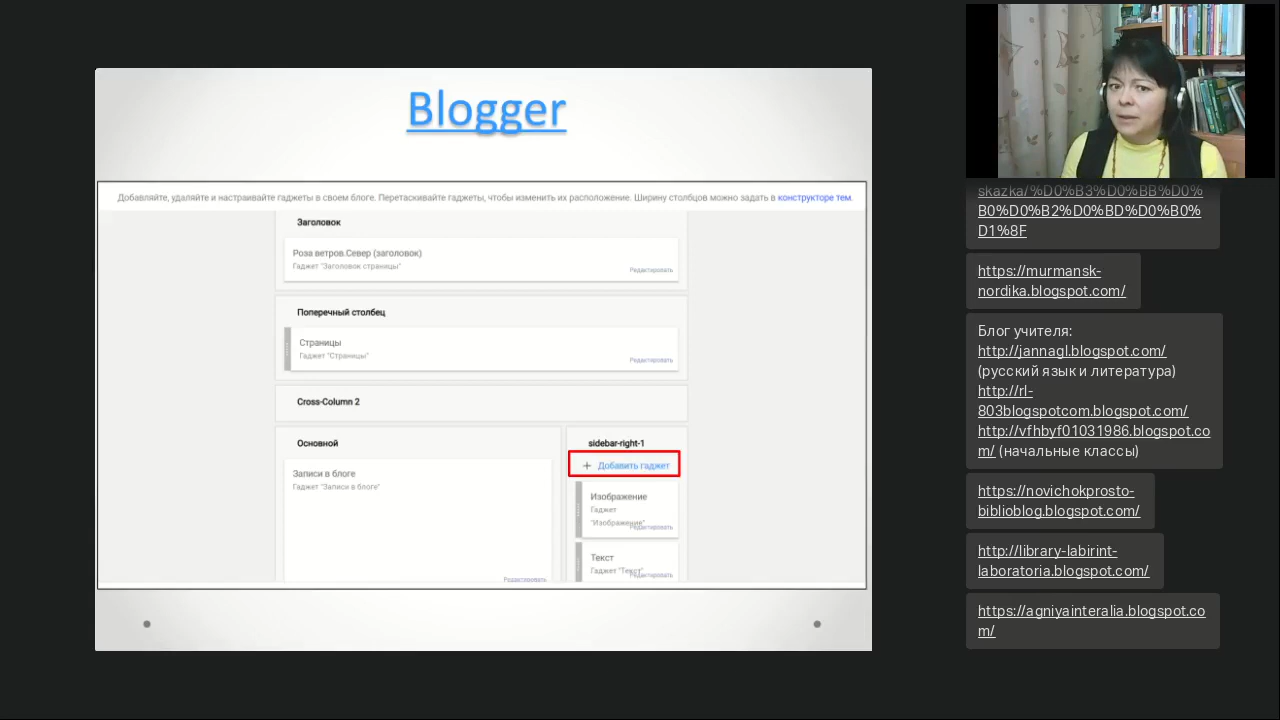 Blogger
Добавляйте, удаляйте и настраивайте гаджеты в своем блоге. Перетаскивайте гаджеты, чтобы изменить их расположение. Ширину столбцов можно задать в конструкторе тем.
Заголовок
Роза ветров.Север (заголовок)
Гаджет "Заголовок страницы"
Редактировать
Поперечный столбец
Страницы
Гаджет "Страницы"
Редактировать
Cross-Column 2
Основной
Записи в блоге
Гаджет "Записи в блоге"
Редактировать
sidebar-right-1
+ Добавить гаджет
Изображение
Гаджет
"Изображение"
Редактировать
Текст
Гаджет "Текст"
Редактировать
skazka/%D0%B3%D0%BB%D0%
B0%D0%B2%D0%BD%D0%B0%
D1%8F
https://murmansk-
nordika.blogspot.com/
Блог учителя:
http://jannagl.blogspot.com/
(русский язык и литература)
http://rl-
803blogspotcom.blogspot.com/
http://vfhbyf01031986.blogspot.co
m/ (начальные классы)
https://novichokprosto-
biblioblog.blogspot.com/
http://library-labirint-
laboratoria.blogspot.com/
https://agniyainteralia.blogspot.co
m/